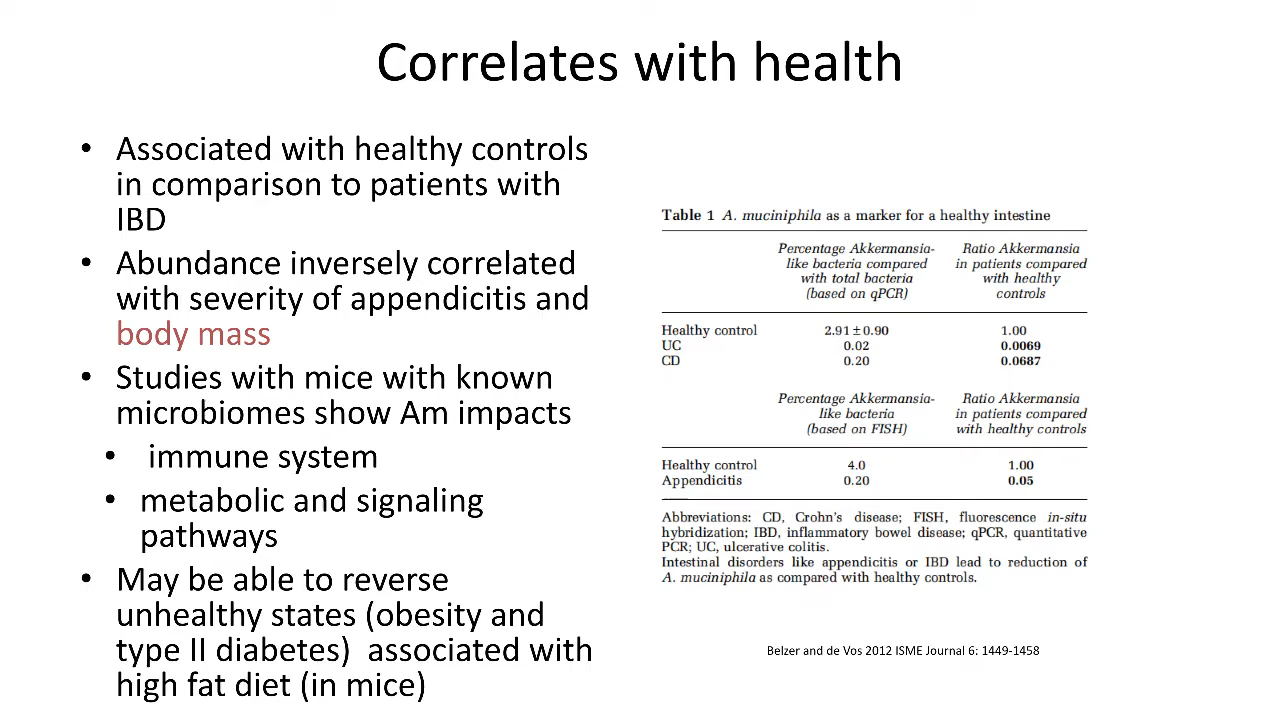 Correlates with health
• Associated with healthy controls
in comparison to patients with
IBD
• Abundance inversely correlated
with severity of appendicitis and
body mass
• Studies with mice with known
microbiomes show Am impacts
• immune system
• metabolic and signaling
pathways
• May be able to reverse
unhealthy states (obesity and
type II diabetes) associated with
high fat diet (in mice)
Table 1 A. muciniphila as a marker for a healthy intestine
Percentage Akkermansia- Ratio Akkermansia
like bacteria compared in patients compared
with total bacteria with healthy
(based on qPCR) controls
Healthy control 2.91±0.90 1.00
UC 0.02 0.0069
CD 0.20 0.0687
Percentage Akkermansia- Ratio Akkermansia
like bacteria in patients compared
(based on FISH) with healthy controls
Healthy control 4.0 1.00
Appendicitis 0.20 0.05
Abbreviations: CD, Crohn's disease; FISH, fluorescence in-situ
hybridization; IBD, inflammatory bowel disease; qPCR, quantitative
PCR; UC, ulcerative colitis.
Intestinal disorders like appendicitis or IBD lead to reduction of
A. muciniphila as compared with healthy controls.
Belzer and de Vos 2012 ISME Journal 6: 1449-1458